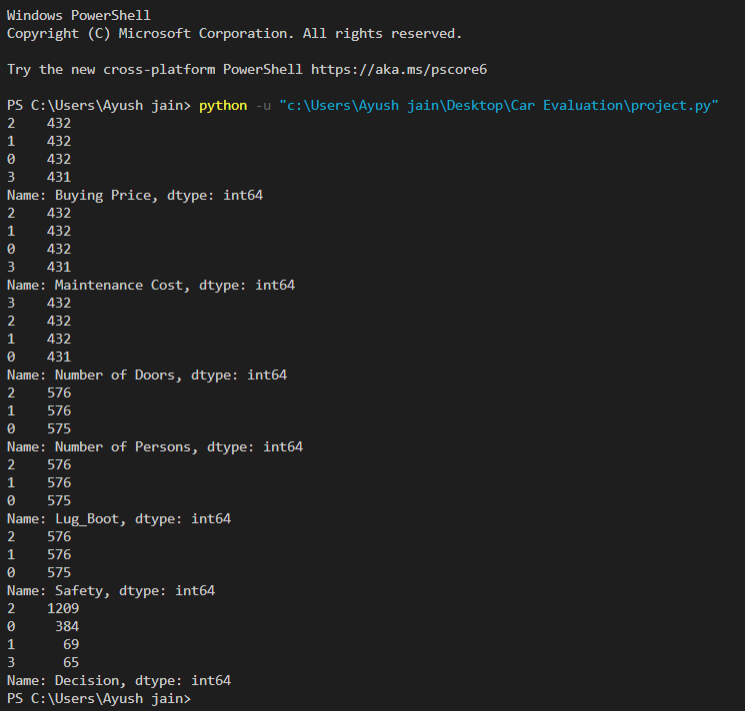 Windows PowerShell
Copyright (C) Microsoft Corporation. All rights reserved.
Try the new cross-platform PowerShell https://aka.ms/pscore6
PS C:\Users\Ayush jain> python -u "c:\Users\Ayush jain\Desktop\Car Evaluation\project.py"
2    432
1    432
0    432
3    431
Name: Buying Price, dtype: int64
2    432
1    432
0    432
3    431
Name: Maintenance Cost, dtype: int64
3    432
2    432
1    432
0    431
Name: Number of Doors, dtype: int64
2    576
1    576
0    575
Name: Number of Persons, dtype: int64
2    576
1    576
0    575
Name: Lug_Boot, dtype: int64
2    576
1    576
0    575
Name: Safety, dtype: int64
2    1209
0     384
1      69
3      65
Name: Decision, dtype: int64
PS C:\Users\Ayush jain>